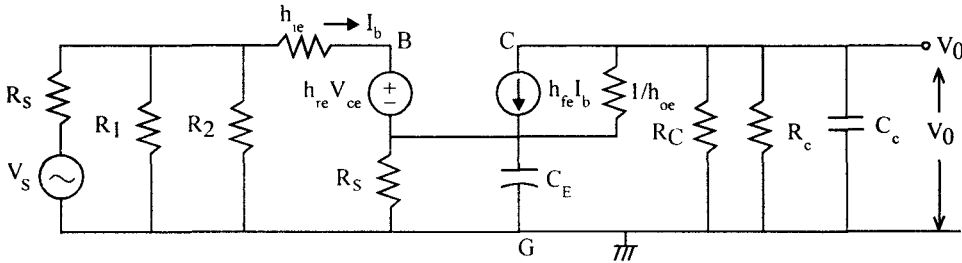 h_ie → I_b
B
C
V_0
R_S
R_1
R_2
h_re V_ce
+
−
h_fe I_b
1/h_oe
R_C
R_c
C_c
V_0
V_S
R_S
C_E
G